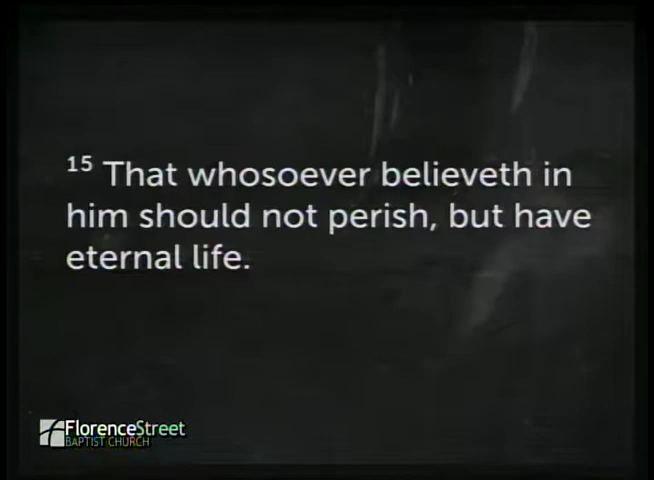 15 That whosoever believeth in
him should not perish, but have
eternal life.
FlorenceStreet
BAPTIST CHURCH